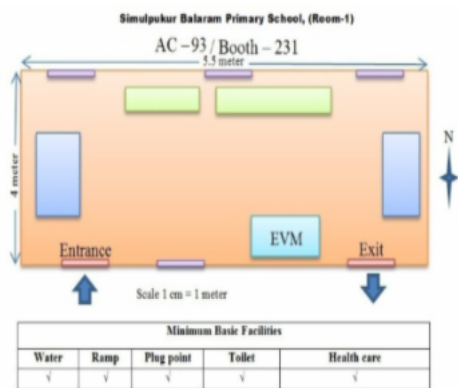 Simulpukur Balaram Primary School, (Room-1)
AC –93/ Booth – 231
5.5 meter
4 meter
N
Entrance
EVM
Exit
Scale 1 cm = 1 meter
Minimum Basic Facilities
Water Ramp Plug point Toilet Health care
√ √ √ √ √